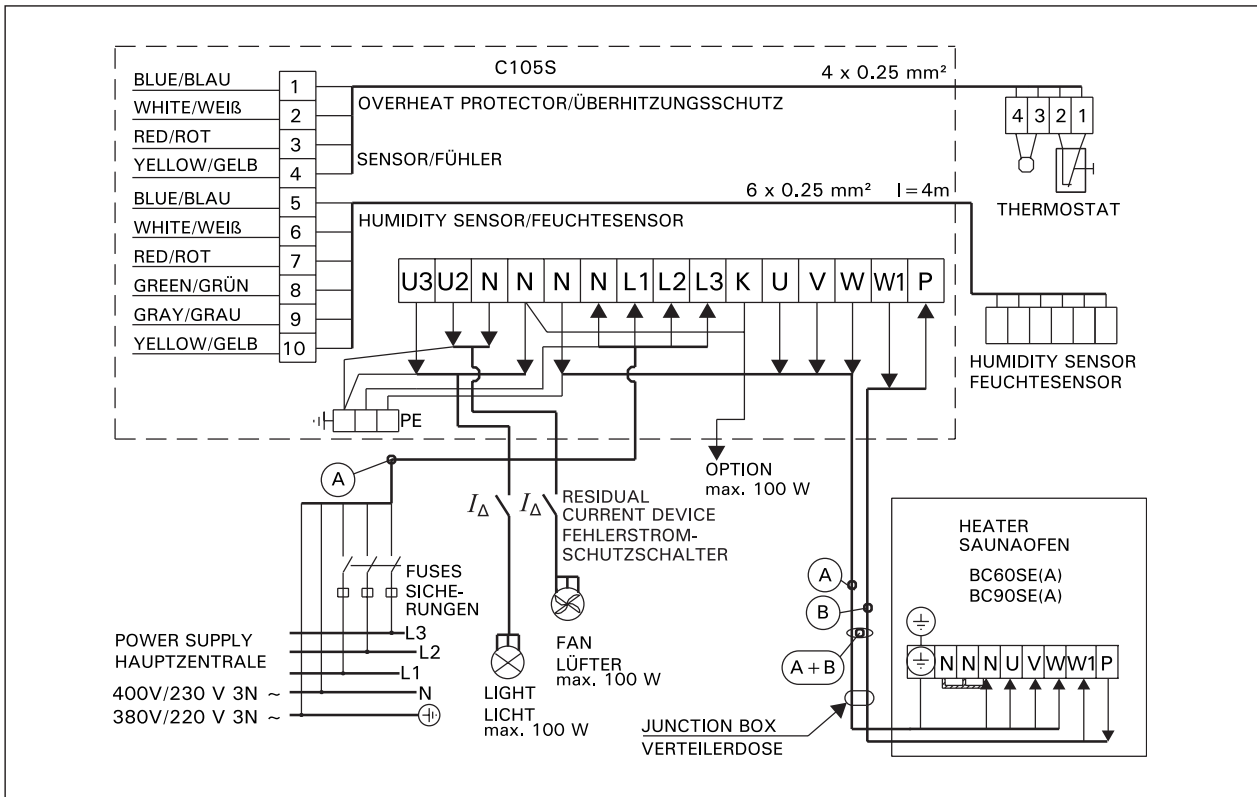 C105S
4 x 0.25 mm²
BLUE/BLAU 1
WHITE/WEIß 2
RED/ROT 3
YELLOW/GELB 4
BLUE/BLAU 5
WHITE/WEIß 6
RED/ROT 7
GREEN/GRÜN 8
GRAY/GRAU 9
YELLOW/GELB 10
OVERHEAT PROTECTOR/ÜBERHITZUNGSSCHUTZ
SENSOR/FÜHLER
4 3 2 1
THERMOSTAT
6 x 0.25 mm² l=4m
HUMIDITY SENSOR/FEUCHTESENSOR
U3 U2 N N N N L1 L2 L3 K U V W W1 P
HUMIDITY SENSOR
FEUCHTESENSOR
PE
A
OPTION
max. 100 W
IΔ IΔ
RESIDUAL
CURRENT DEVICE
FEHLERSTROM-
SCHUTZSCHALTER
FUSES
SICHE-
RUNGEN
POWER SUPPLY
HAUPTZENTRALE
L3
L2
L1
400V/230 V 3N ~ N
380V/220 V 3N ~
LIGHT
LICHT
max. 100 W
FAN
LÜFTER
max. 100 W
A
B
A+B
JUNCTION BOX
VERTEILERDOSE
HEATER
SAUNAOFEN
BC60SE(A)
BC90SE(A)
N N N U V W W1 P